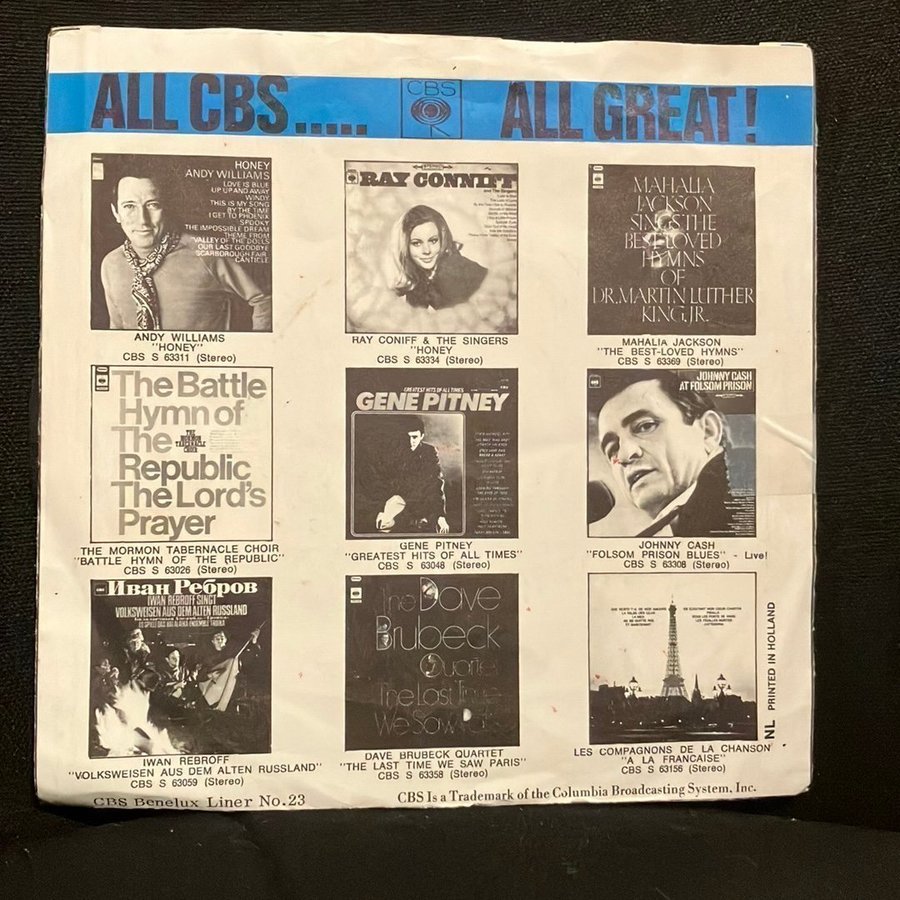 ALL CBS..... CBS ALL GREAT!
HONEY
ANDY WILLIAMS
LOVE IS BLUE
UP UP AND AWAY
WINDY
THIS IS MY SONG
BY THE TIME
I GET TO PHOENIX
SPOOKY
THE IMPOSSIBLE DREAM
THEME FROM
"VALLEY OF THE DOLLS
OUR LAST GOODBYE
SCARBOROUGH FAIR
CANTICLE
ANDY WILLIAMS
"HONEY"
CBS S 63311 (Stereo)
RAY CONNIFF
and The Singers
RAY CONIFF & THE SINGERS
"HONEY
CBS S 63334 (Stereo)
MAHALIA
JACKSON
SINGS THE
BEST-LOVED
HYMNS
OF
DR. MARTIN LUTHER
KING, JR.
MAHALIA JACKSON
"THE BEST-LOVED HYMNS"
CBS S 63369 (Stereo)
The Battle
Hymn of
The
Republic
The Lord's
Prayer
THE
MORMON
TABERNACLE
CHOIR
THE MORMON TABERNACLE CHOIR
"BATTLE HYMN OF THE REPUBLIC"
CBS S 63026 (Stereo)
GREATEST HITS OF ALL TIMES
GENE PITNEY
GENE PITNEY
"GREATEST HITS OF ALL TIMES"
CBS S 63048 (Stereo)
JOHNNY CASH
AT FOLSOM PRISON
JOHNNY CASH
"FOLSOM PRISON BLUES" - Live!
CBS S 63308 (Stereo)
Иван Ребров
IWAN REBROFF SINGT
VOLKSWEISEN AUS DEM ALTEN RUSSLAND
IWAN REBROFF
"VOLKSWEISEN AUS DEM ALTEN RUSSLAND"
CBS S 63059 (Stereo)
The Dave
Brubeck
Quartet
The Last Time
We Saw Paris
DAVE BRUBECK QUARTET
"THE LAST TIME WE SAW PARIS"
CBS S 63358 (Stereo)
LES COMPAGNONS DE LA CHANSON
"A LA FRANCAISE"
CBS S 63156 (Stereo)
NL PRINTED IN HOLLAND
CBS Benelux Liner No.23
CBS Is a Trademark of the Columbia Broadcasting System, Inc.